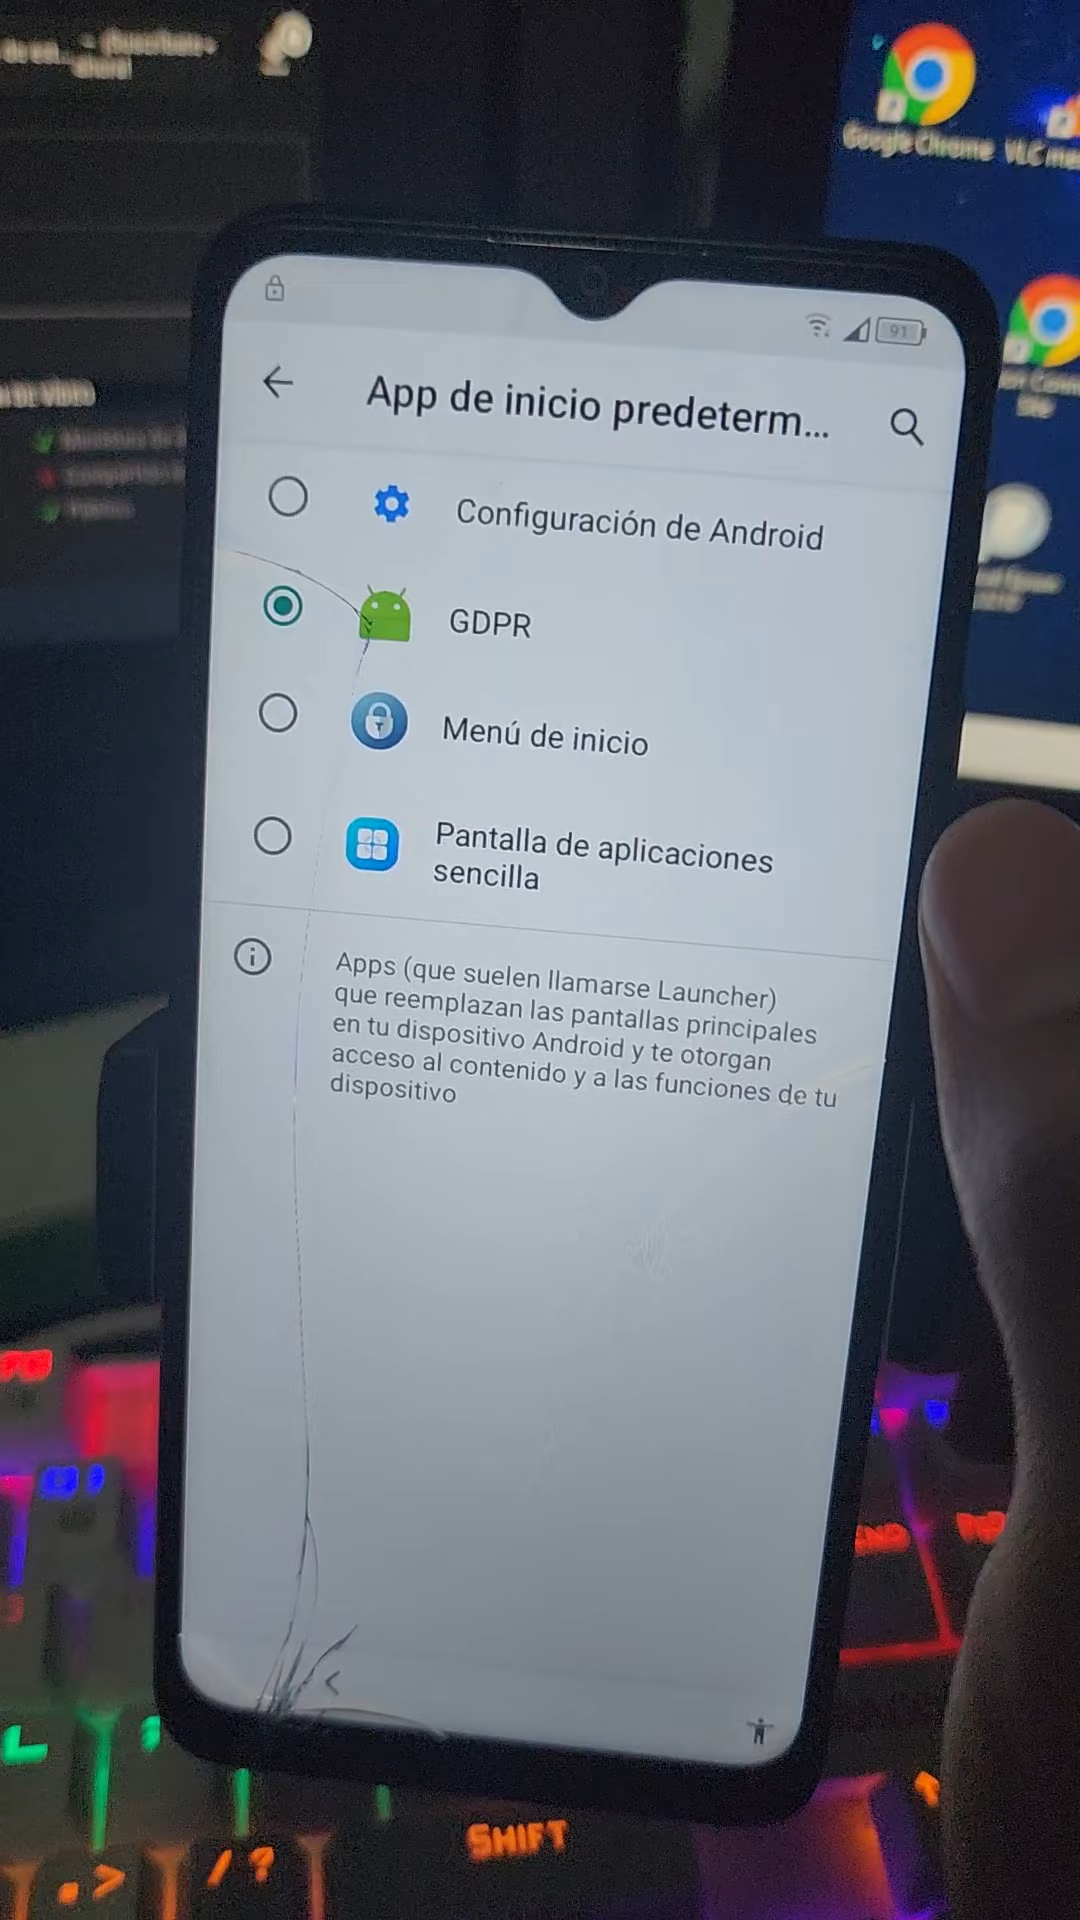 Google Chrome
91
App de inicio predeterm...
Configuración de Android
GDPR
Menú de inicio
Pantalla de aplicaciones
sencilla
Apps (que suelen llamarse Launcher)
que reemplazan las pantallas principales
en tu dispositivo Android y te otorgan
acceso al contenido y a las funciones de tu
dispositivo
SHIFT
. >
/ ?